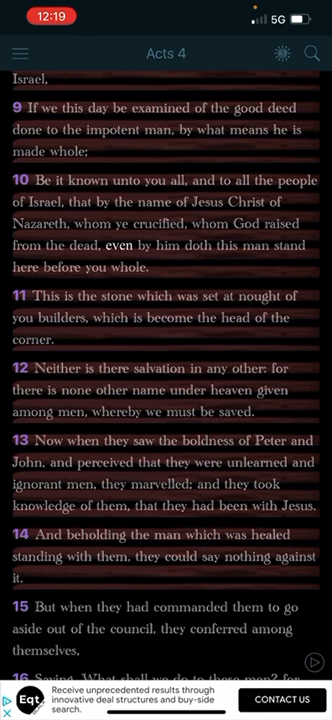 12:19
5G
Acts 4
Israel,
9 If we this day be examined of the good deed
done to the impotent man, by what means he is
made whole;
10 Be it known unto you all, and to all the people
of Israel, that by the name of Jesus Christ of
Nazareth, whom ye crucified, whom God raised
from the dead, even by him doth this man stand
here before you whole.
11 This is the stone which was set at nought of
you builders, which is become the head of the
corner.
12 Neither is there salvation in any other: for
there is none other name under heaven given
among men, whereby we must be saved.
13 Now when they saw the boldness of Peter and
John, and perceived that they were unlearned and
ignorant men, they marvelled; and they took
knowledge of them, that they had been with Jesus.
14 And beholding the man which was healed
standing with them, they could say nothing against
it.
15 But when they had commanded them to go
aside out of the council, they conferred among
themselves,
16 Saying, What shall we do to these men? for
Eqt
Receive unprecedented results through
innovative deal structures and buy-side
search.
CONTACT US